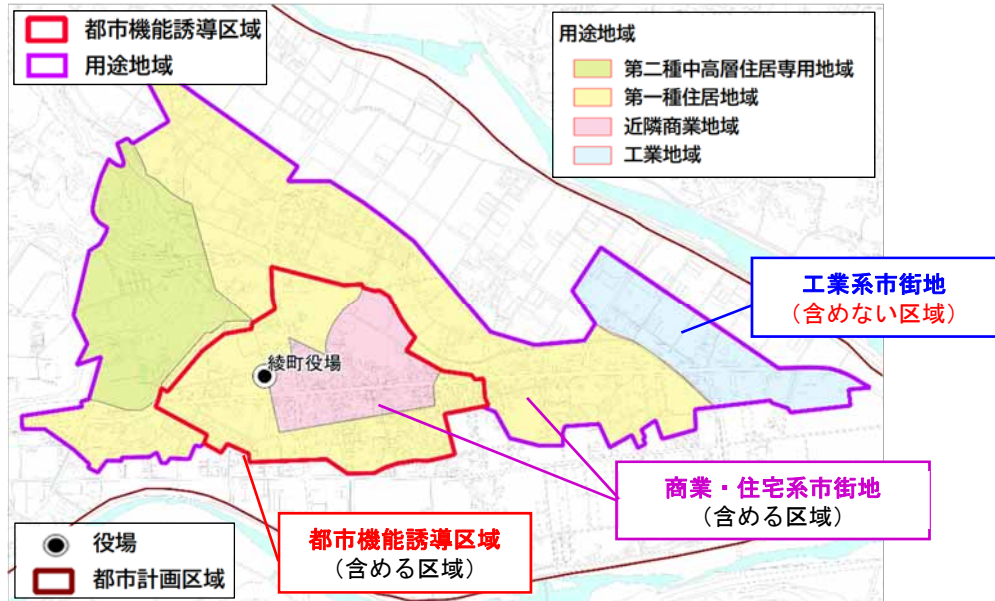 都市機能誘導区域
用途地域
用途地域
第二種中高層住居専用地域
第一種住居地域
近隣商業地域
工業地域
工業系市街地
（含めない区域）
綾町役場
商業・住宅系市街地
（含める区域）
都市機能誘導区域
（含める区域）
役場
都市計画区域